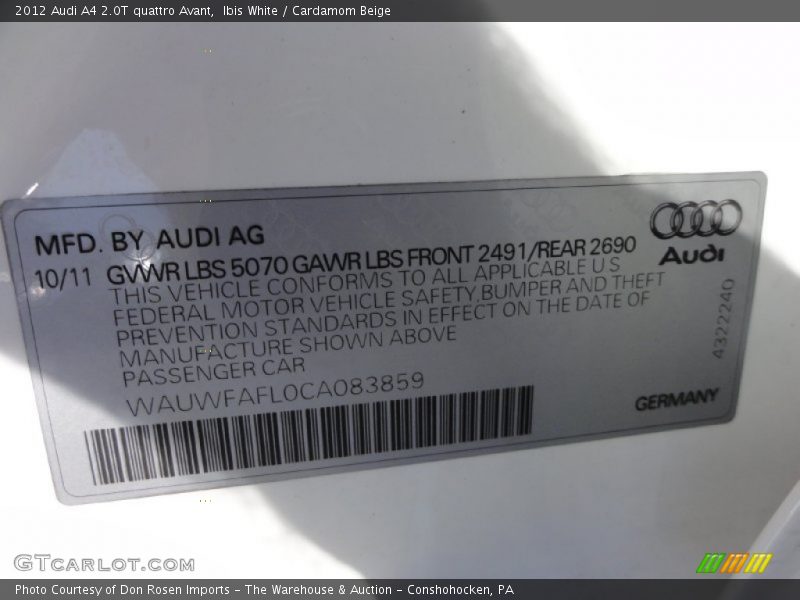 2012 Audi A4 2.0T quattro Avant,  Ibis White / Cardamom Beige
MFD. BY AUDI AG
10/11 GVWR LBS 5070 GAWR LBS FRONT 2491/REAR 2690
THIS VEHICLE CONFORMS TO ALL APPLICABLE U S
FEDERAL MOTOR VEHICLE SAFETY,BUMPER AND THEFT
PREVENTION STANDARDS IN EFFECT ON THE DATE OF
MANUFACTURE SHOWN ABOVE
PASSENGER CAR
WAUWFAFL0CA083859
Audi
4322240
GERMANY
GTCARLOT.COM
Photo Courtesy of Don Rosen Imports - The Warehouse & Auction - Conshohocken, PA